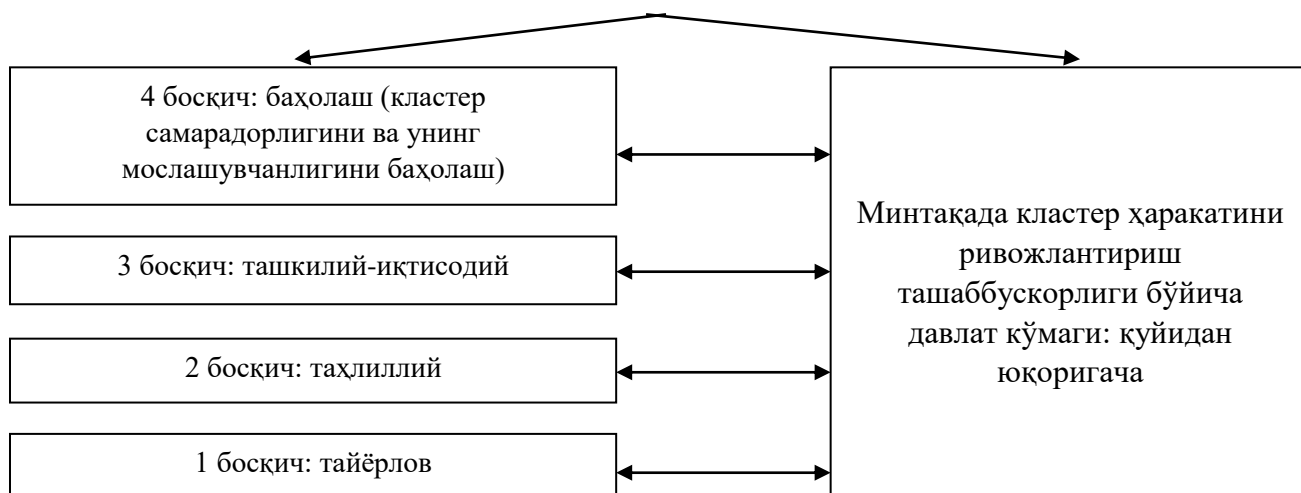 4 босқич: баҳолаш (кластер
самарадорлигини ва унинг
мослашувчанлигини баҳолаш)
3 босқич: ташкилий-иқтисодий
2 босқич: таҳлиллий
1 босқич: тайёрлов
Минтақада кластер ҳаракатини
ривожлантириш
ташаббускорлиги бўйича
давлат кўмаги: қуйидан
юқоригача